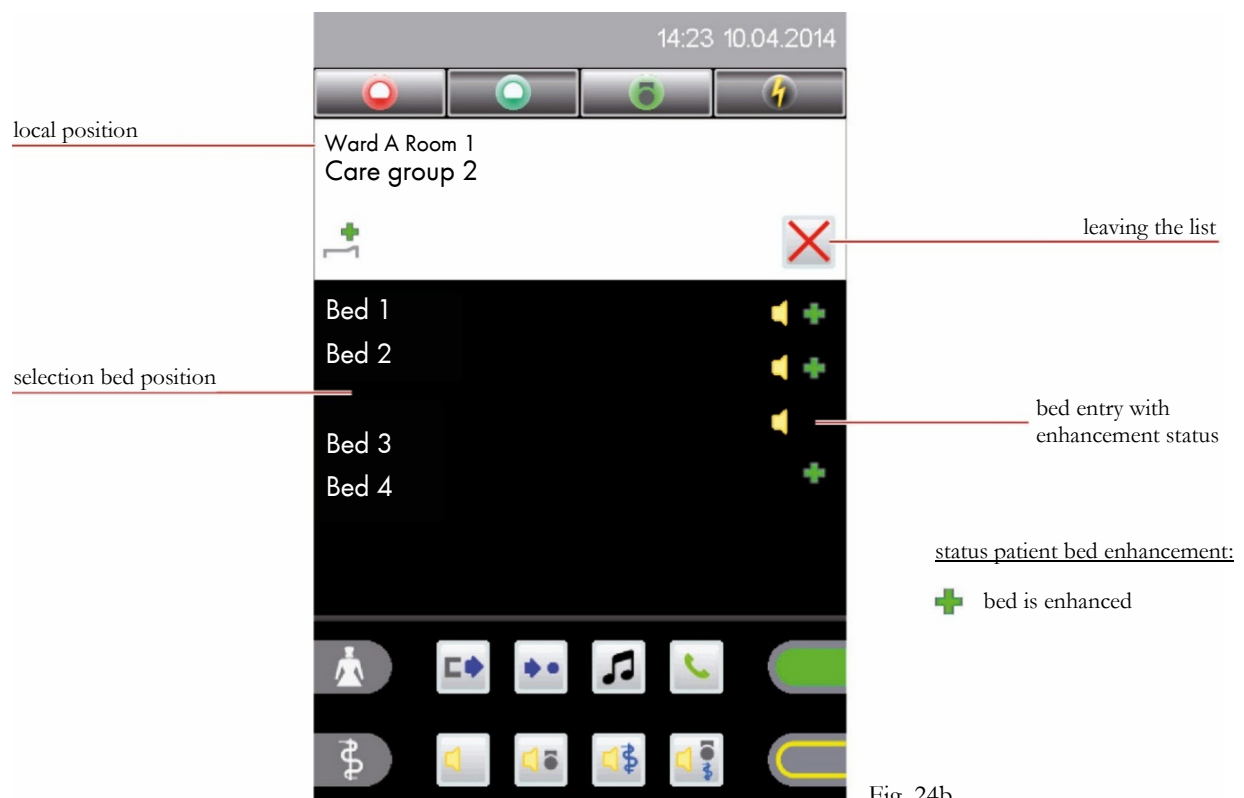 14:23 10.04.2014
local position
Ward A Room 1
Care group 2
leaving the list
Bed 1
Bed 2
selection bed position
bed entry with
enhancement status
Bed 3
Bed 4
status patient bed enhancement:
bed is enhanced
Fig. 24b